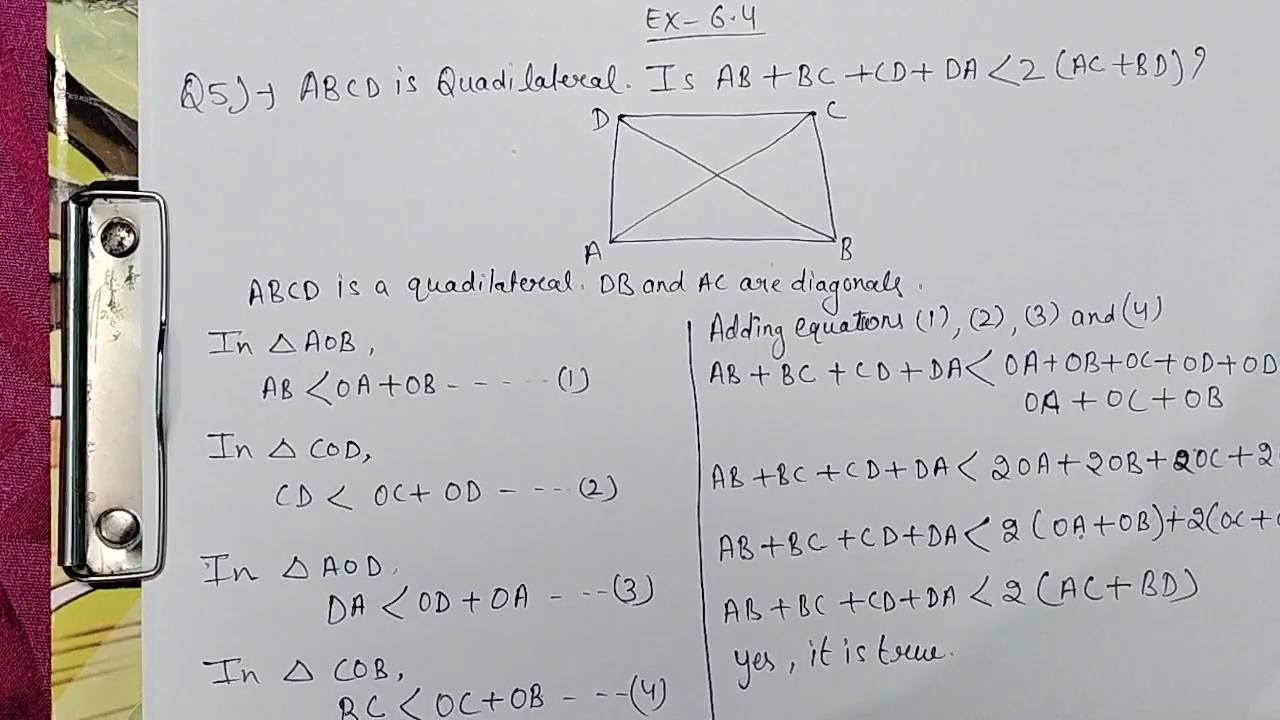 EX-6.4
Q5)→ ABCD is Quadilateral. Is AB+BC+CD+DA<2(AC+BD)?
D C
A B
ABCD is a quadilateral. DB and AC are diagonals.
In △AOB,
AB<OA+OB-----(1)
In △COD,
CD< OC+OD-----(2)
In △AOD,
DA<OD+OA----(3)
In △COB,
BC<OC+OB----(4)
Adding equations (1), (2), (3) and (4)
AB+BC+CD+DA< OA+OB+OC+OD+OD
OA+OC+OB
AB+BC+CD+DA<2OA+2OB+2OC+2
AB+BC+CD+DA<2(OA+OB)+2(OC+
AB+BC+CD+DA<2(AC+BD)
yes, it is true.